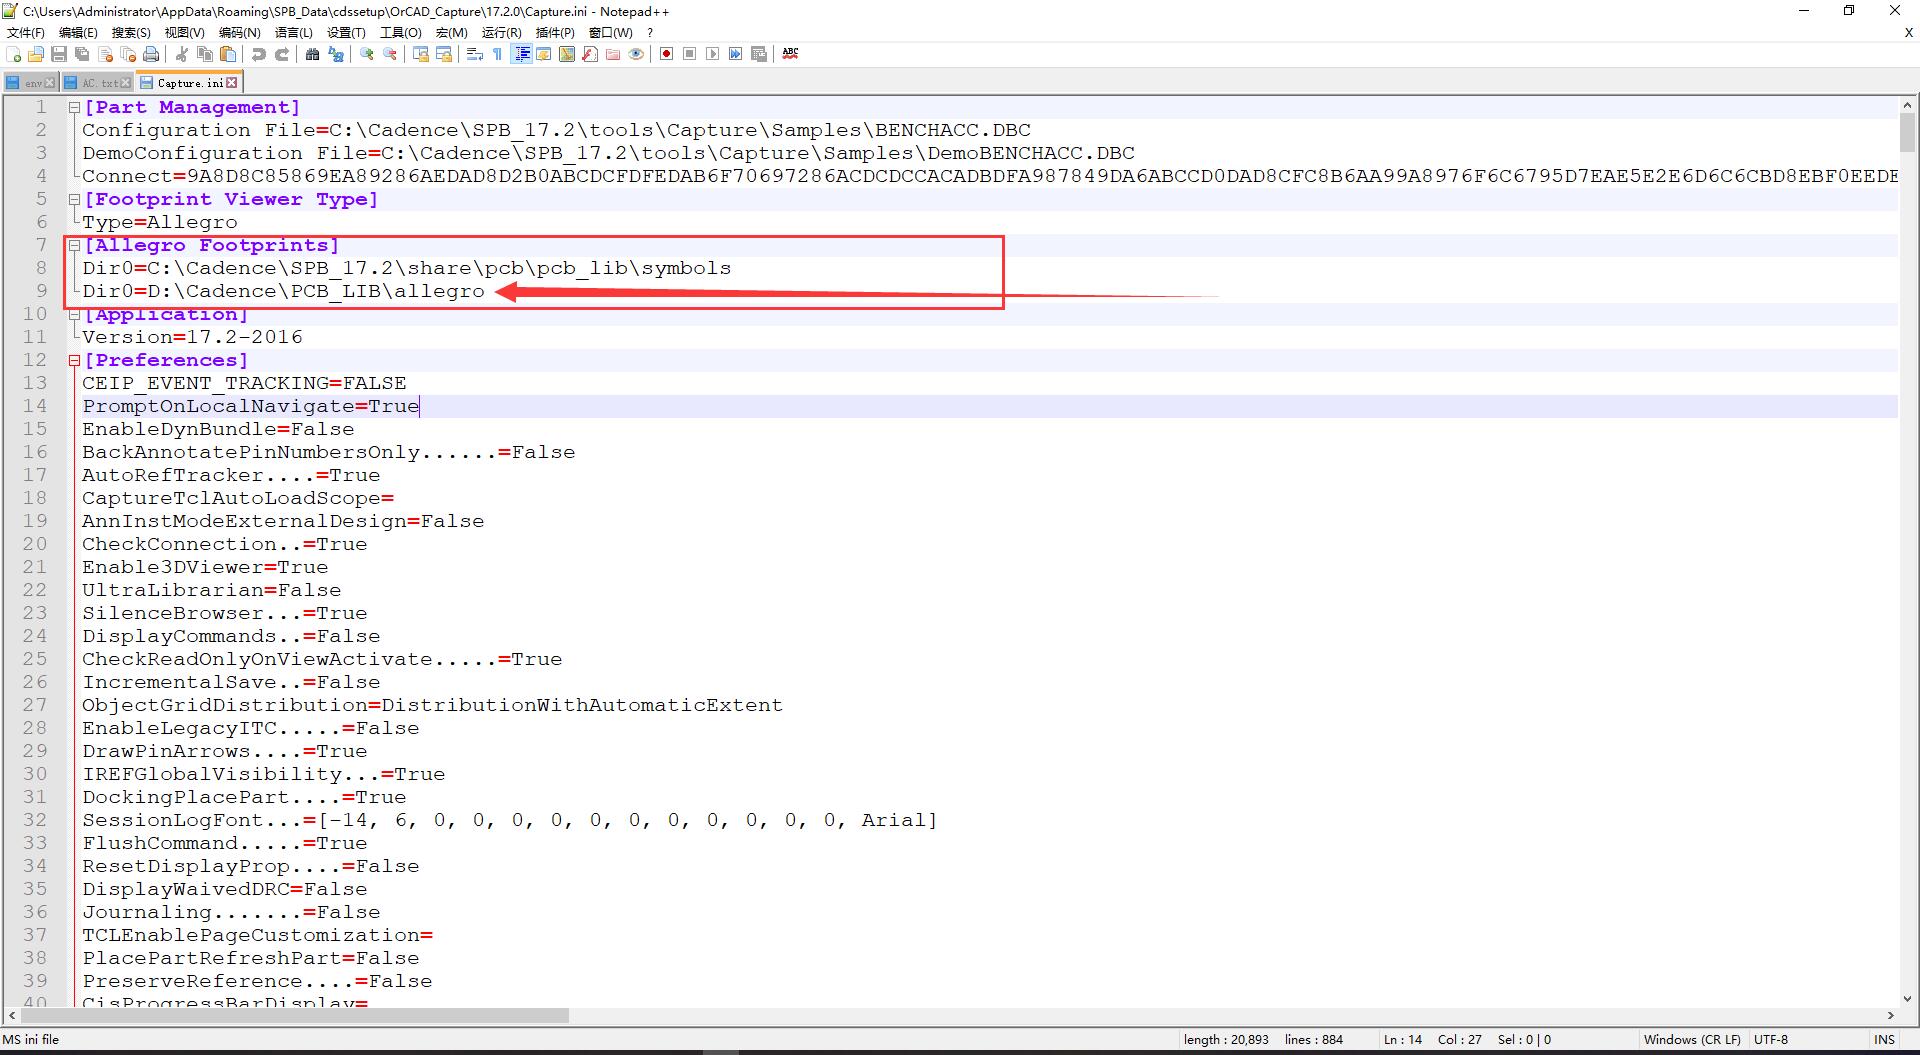 C:\Users\Administrator\AppData\Roaming\SPB_Data\cdssetup\OrCAD_Capture\17.2.0\Capture.ini - Notepad++
文件(F) 编辑(E) 搜索(S) 视图(V) 编码(N) 语言(L) 设置(T) 工具(O) 宏(M) 运行(R) 插件(P) 窗口(W) ? X
ABC
env AC.txt Capture.ini
1 [Part Management]
2 Configuration File=C:\Cadence\SPB_17.2\tools\Capture\Samples\BENCHACC.DBC
3 DemoConfiguration File=C:\Cadence\SPB_17.2\tools\Capture\Samples\DemoBENCHACC.DBC
4 Connect=9A8D8C85869EA89286AEDAD8D2B0ABCDCFDFEDAB6F70697286ACDCDCCACADBDFA987849DA6ABCCD0DAD8CFC8B6AA99A8976F6C6795D7EAE5E2E6D6C6CBD8EBF0EEDE
5 [Footprint Viewer Type]
6 Type=Allegro
7 [Allegro Footprints]
8 Dir0=C:\Cadence\SPB_17.2\share\pcb\pcb_lib\symbols
9 Dir0=D:\Cadence\PCB_LIB\allegro
10 [Application]
11 Version=17.2-2016
12 [Preferences]
13 CEIP_EVENT_TRACKING=FALSE
14 PromptOnLocalNavigate=True
15 EnableDynBundle=False
16 BackAnnotatePinNumbersOnly......=False
17 AutoRefTracker....=True
18 CaptureTclAutoLoadScope=
19 AnnInstModeExternalDesign=False
20 CheckConnection..=True
21 Enable3DViewer=True
22 UltraLibrarian=False
23 SilenceBrowser...=True
24 DisplayCommands..=False
25 CheckReadOnlyOnViewActivate.....=True
26 IncrementalSave..=False
27 ObjectGridDistribution=DistributionWithAutomaticExtent
28 EnableLegacyITC.....=False
29 DrawPinArrows....=True
30 IREFGlobalVisibility...=True
31 DockingPlacePart....=True
32 SessionLogFont...=[-14, 6, 0, 0, 0, 0, 0, 0, 0, 0, 0, 0, 0, Arial]
33 FlushCommand.....=True
34 ResetDisplayProp....=False
35 DisplayWaivedDRC=False
36 Journaling.......=False
37 TCLEnablePageCustomization=
38 PlacePartRefreshPart=False
39 PreserveReference....=False
40 CisProgressBarDisplay=
MS ini file length : 20,893 lines : 884 Ln : 14 Col : 27 Sel : 0 | 0 Windows (CR LF) UTF-8 INS